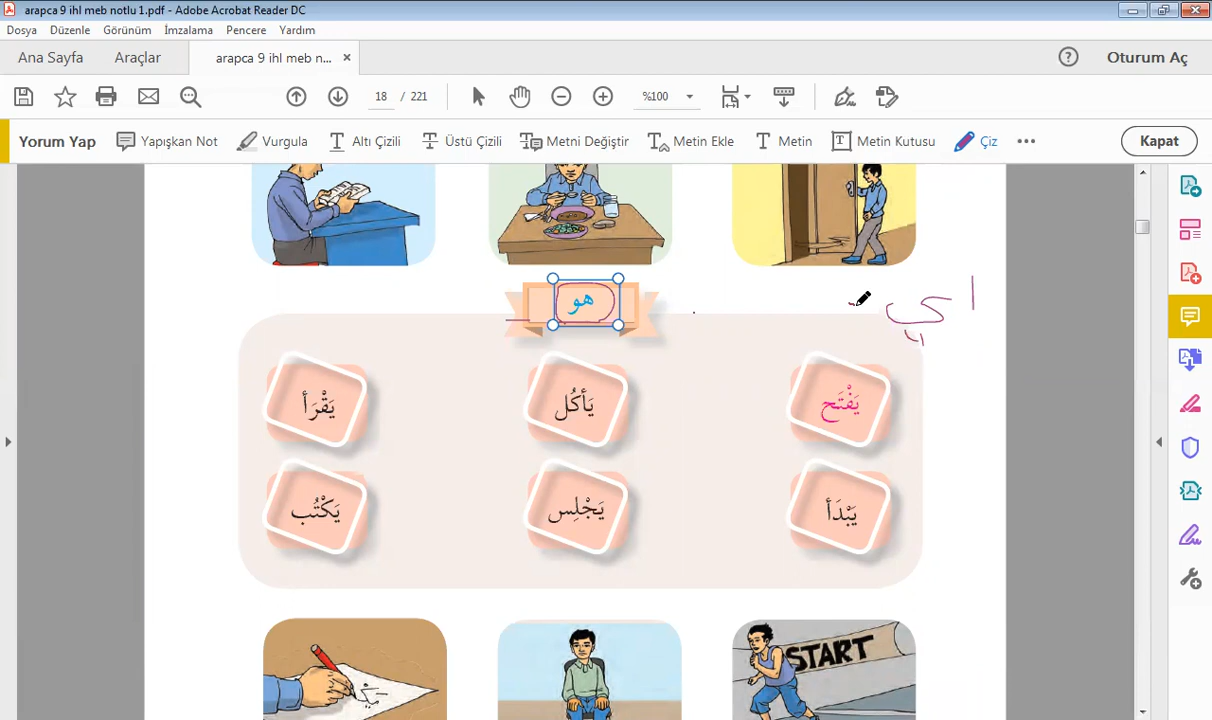 arapca 9 ihl meb notlu 1.pdf - Adobe Acrobat Reader DC
Dosya Düzenle Görünüm İmzalama Pencere Yardım
Ana Sayfa Araçlar arapca 9 ihl meb n... × Oturum Aç
18 / 221 %100
Yorum Yap Yapışkan Not Vurgula Altı Çizili Üstü Çizili Metni Değiştir Metin Ekle Metin Metin Kutusu Çiz Kapat
ا ى
هو
يَفْتَح يَأكُل يَقْرَأ
يَبْدَأ يَجْلِس يَكْتُب
START